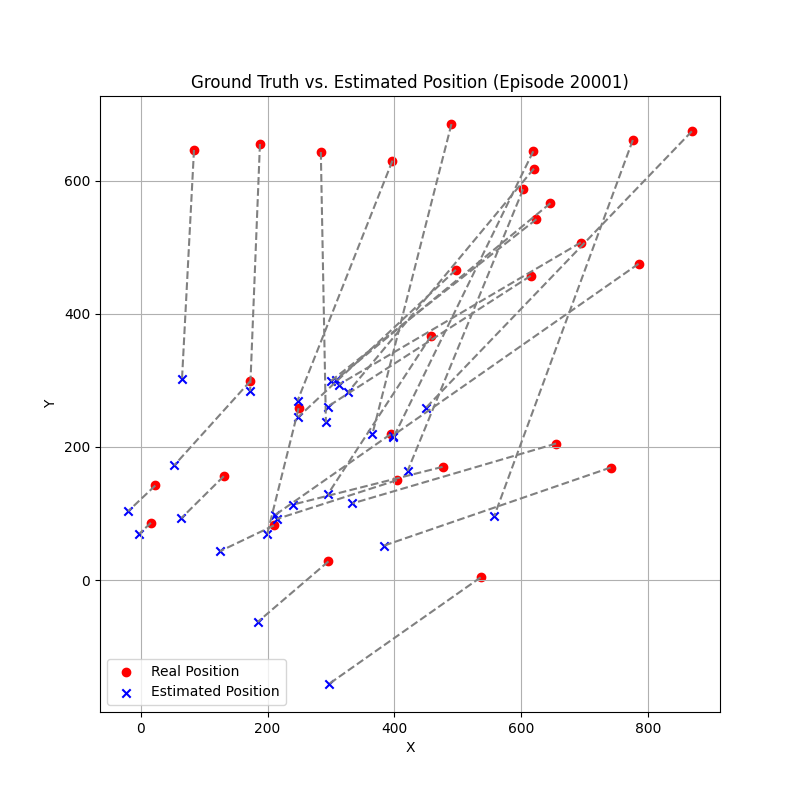 Ground Truth vs. Estimated Position (Episode 20001)
Y
600
400
200
0
Real Position
Estimated Position
0 200 400 600 800
X